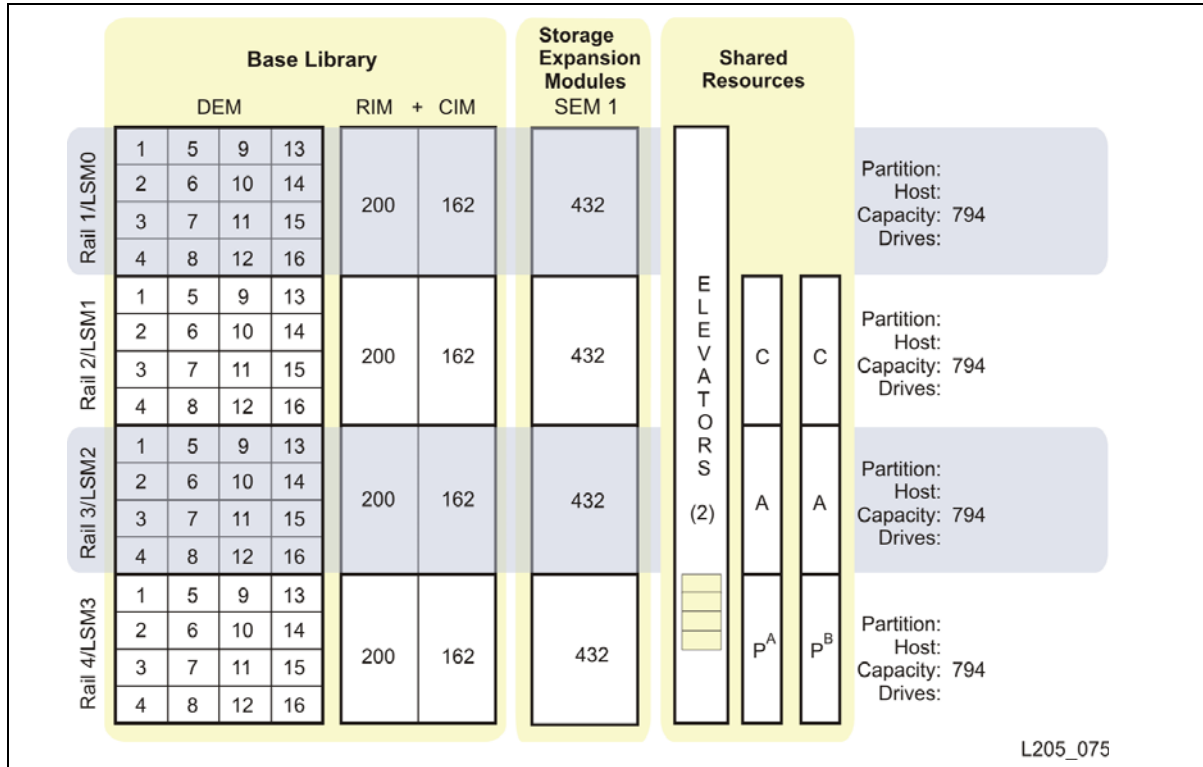 Base Library
Storage
Expansion
Modules
Shared
Resources
DEM
RIM + CIM
SEM 1
Rail 1/LSM0
1 5 9 13
2 6 10 14
3 7 11 15
4 8 12 16
200 162 432
Partition:
Host:
Capacity: 794
Drives:
Rail 2/LSM1
1 5 9 13
2 6 10 14
3 7 11 15
4 8 12 16
200 162 432
ELEVATORS
(2)
C C
Partition:
Host:
Capacity: 794
Drives:
Rail 3/LSM2
1 5 9 13
2 6 10 14
3 7 11 15
4 8 12 16
200 162 432
A A
Partition:
Host:
Capacity: 794
Drives:
Rail 4/LSM3
1 5 9 13
2 6 10 14
3 7 11 15
4 8 12 16
200 162 432
P^A P^B
Partition:
Host:
Capacity: 794
Drives:
L205_075